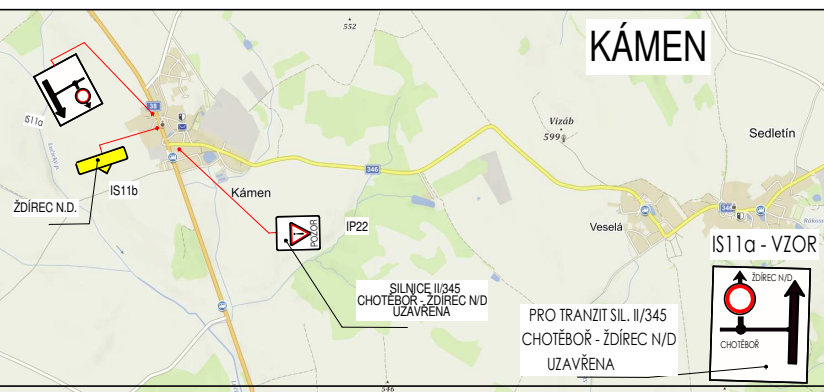 KÁMEN
552
IS11a
38
Vizáb
599
Sedletín
346
ŽDÍREC N.D.
IS11b
Kámen
346
Veselá
POZOR
IP22
IS11a - VZOR
SILNICE II/345
CHOTĚBOŘ - ŽDÍREC N/D
UZAVŘENA
ŽDÍREC N/D
PRO TRANZIT SIL. II/345
CHOTĚBOŘ - ŽDÍREC N/D
UZAVŘENA
CHOTĚBOŘ
546